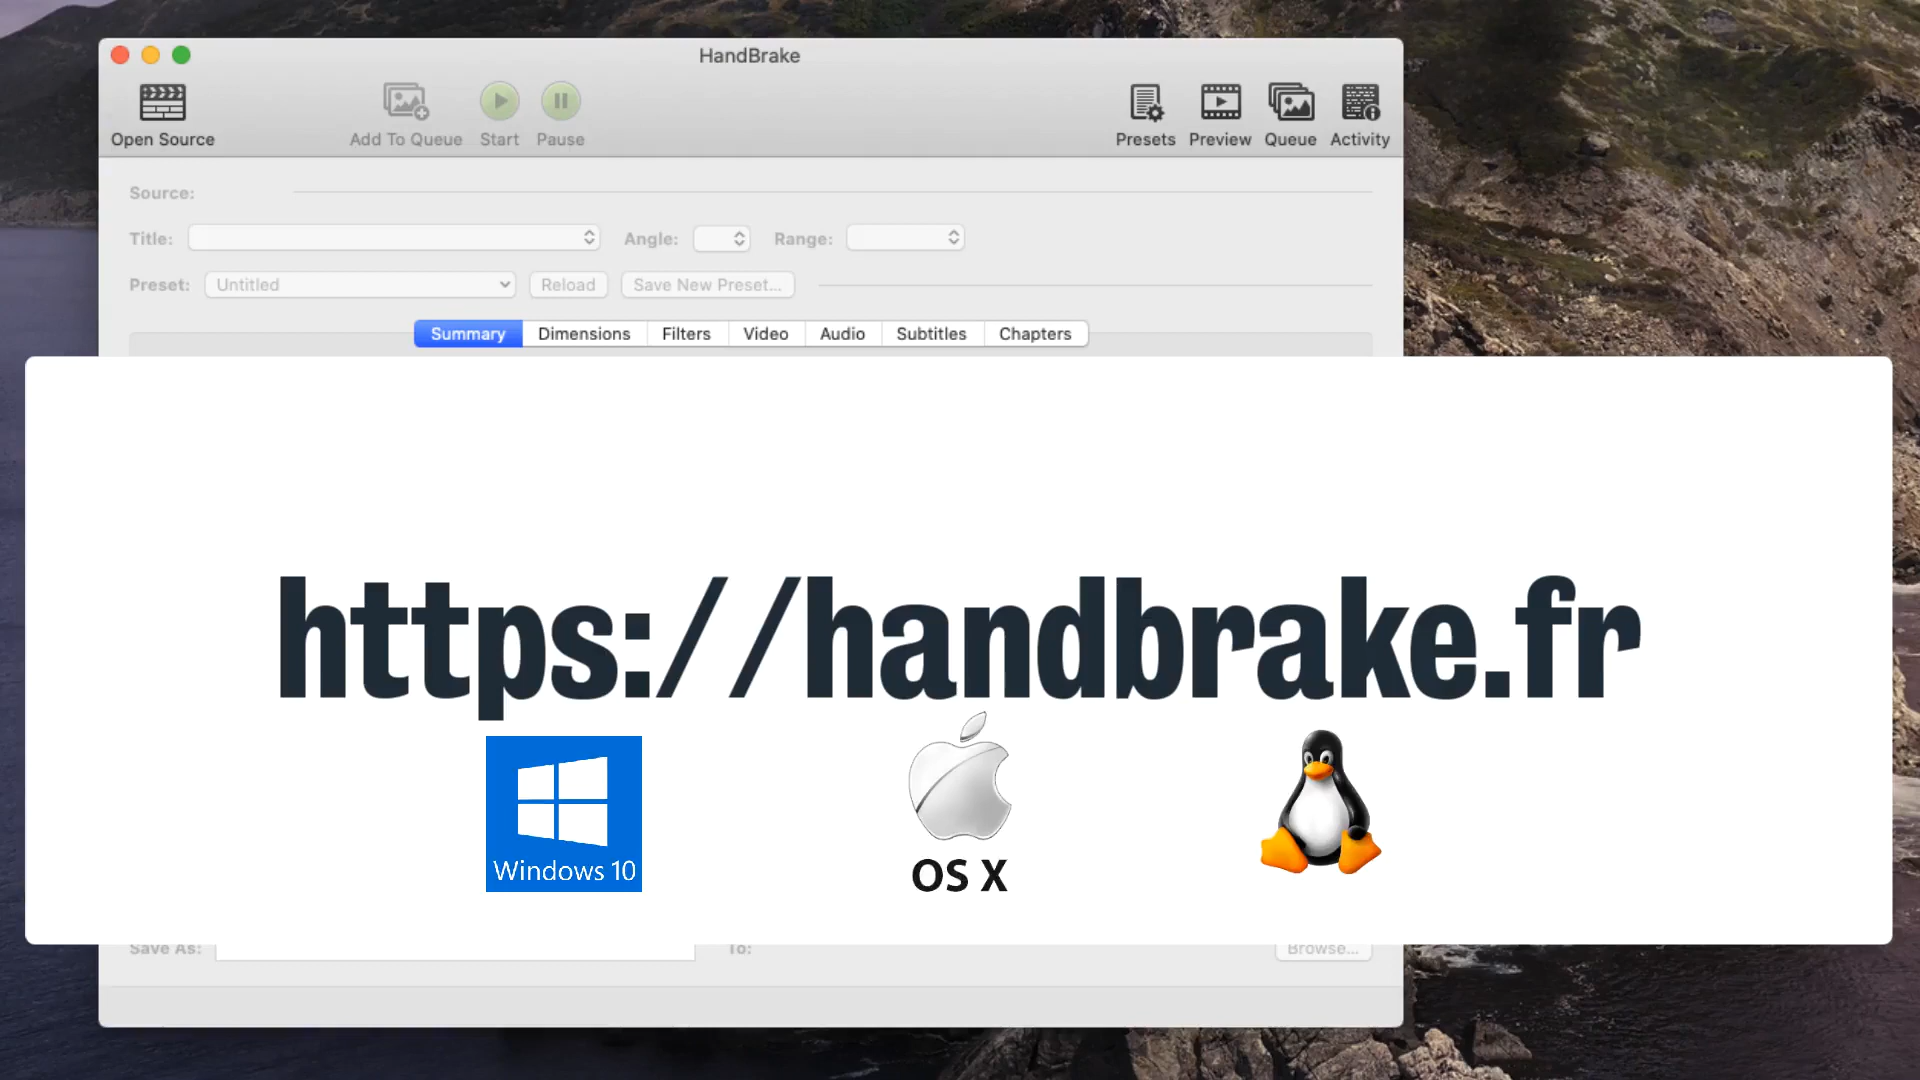 HandBrake
Open Source
Add To Queue
Start
Pause
Presets
Preview
Queue
Activity
Source:
Title:
Angle:
Range:
Preset:
Untitled
Reload
Save New Preset...
Summary
Dimensions
Filters
Video
Audio
Subtitles
Chapters
https://handbrake.fr
Windows 10
OS X
Save As:
To:
Browse...